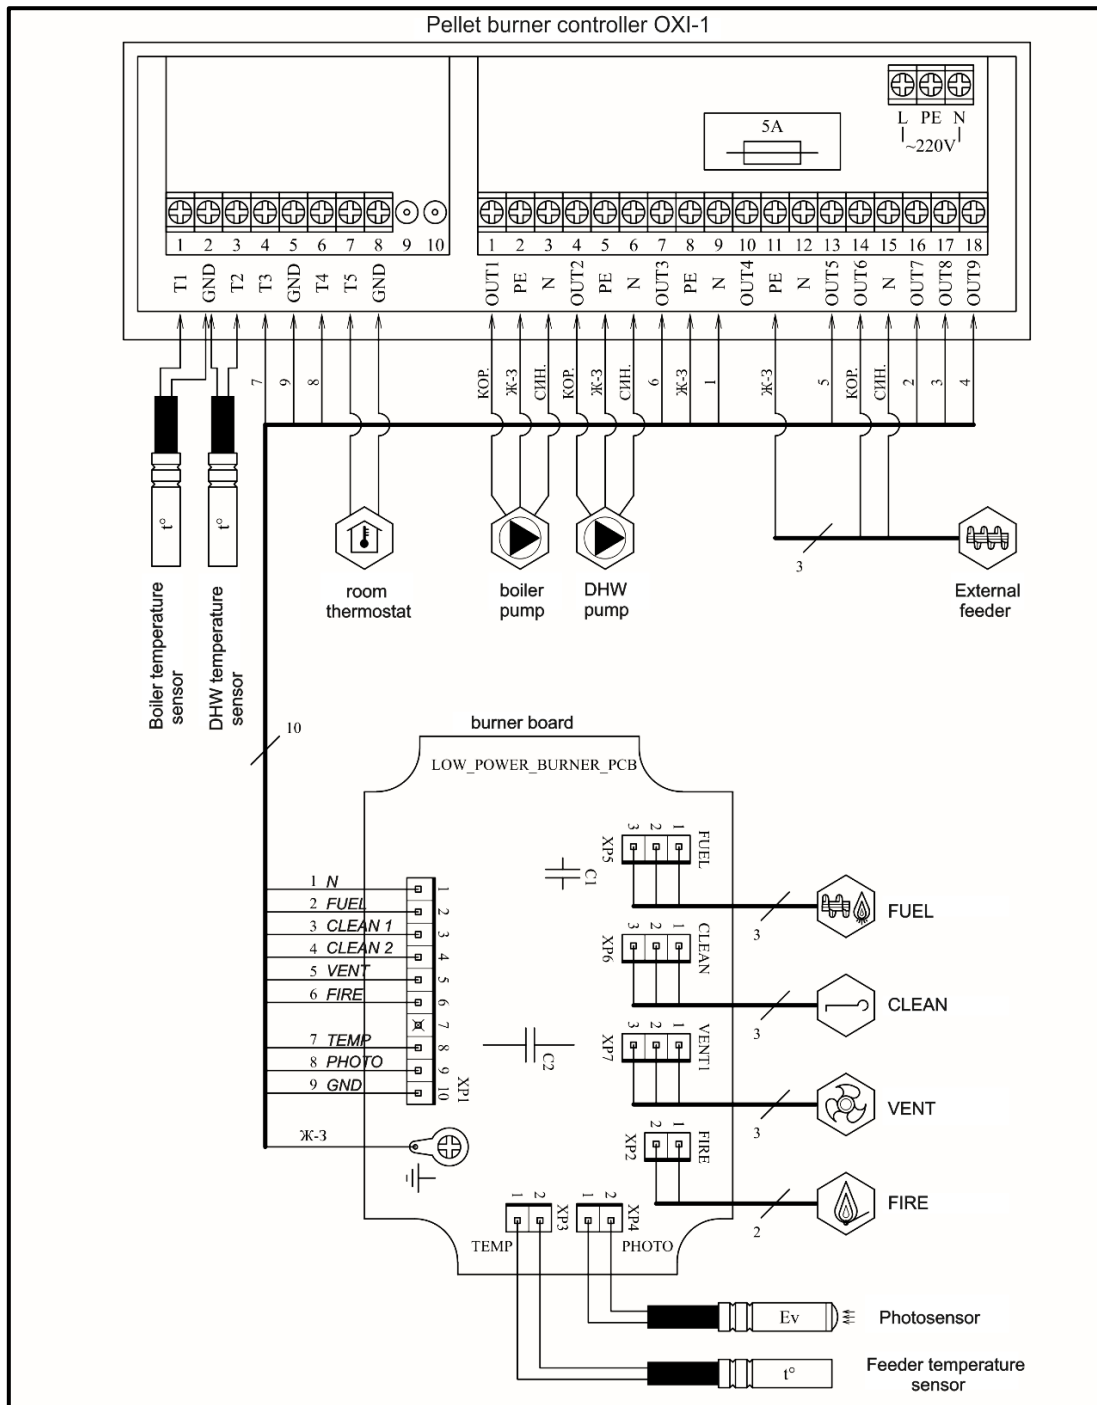 Pellet burner controller OXI-1
L PE N
~220V
5A
1 2 3 4 5 6 7 8 9 10
T1 GND T2 T3 GND T4 T5 GND
1 2 3 4 5 6 7 8 9 10 11 12 13 14 15 16 17 18
OUT1 PE N OUT2 PE N OUT3 PE N OUT4 PE N OUT5 OUT6 N OUT7 OUT8 OUT9
7 9 8 КОР. Ж-З СИН. КОР. Ж-З СИН. 6 Ж-З 1 Ж-З 5 КОР. СИН. 2 3 4
t° t°
3
Boiler temperature
sensor
DHW temperature
sensor
room
thermostat
boiler
pump
DHW
pump
External
feeder
10
burner board
LOW_POWER_BURNER_PCB
XP5 3 2 1 FUEL
C1
3
FUEL
1 N 1
2 FUEL 2
3 CLEAN 1 3
4 CLEAN 2 4
5 VENT 5
6 FIRE 6
7
7 TEMP 8
8 PHOTO 9
9 GND 10
XP1
Ж-З
XP6 3 2 1 CLEAN
3
CLEAN
C2
XP7 3 2 1 VENT1
3
VENT
XP2 2 1 FIRE
2
FIRE
1 2 XP3
TEMP
1 2 XP4
PHOTO
Ev
Photosensor
t°
Feeder temperature
sensor